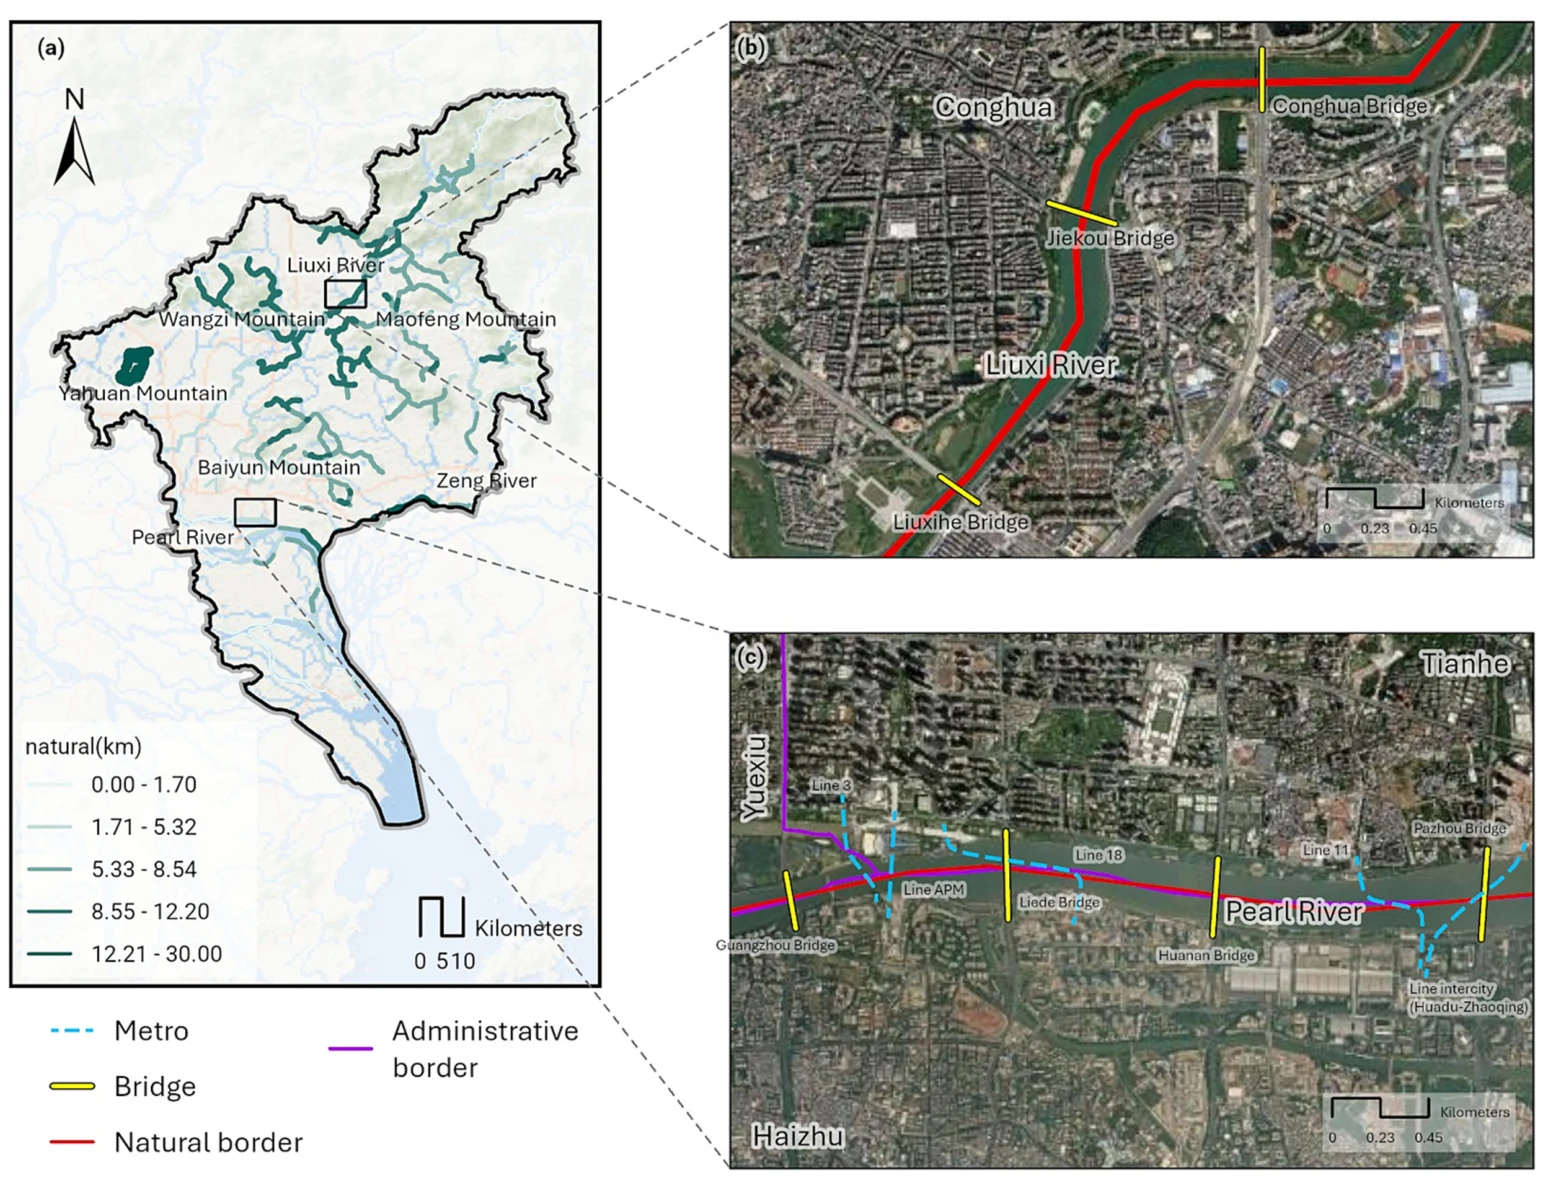 (a)
N
Liuxi River
Wangzi Mountain
Maofeng Mountain
Yahuan Mountain
Baiyun Mountain
Zeng River
Pearl River
natural(km)
0.00 - 1.70
1.71 - 5.32
5.33 - 8.54
8.55 - 12.20
12.21 - 30.00
Kilometers
0 510
Metro
Bridge
Natural border
Administrative
border
(b)
Conghua
Conghua Bridge
Jiekou Bridge
Liuxi River
Liuxihe Bridge
Kilometers
0 0.23 0.45
(c)
Tianhe
Yuexiu
Line 3
Pazhou Bridge
Line 18
Line 11
Line APM
Liede Bridge
Pearl River
Guangzhou Bridge
Huanan Bridge
Line intercity
(Huadu-Zhaoqing)
Kilometers
0 0.23 0.45
Haizhu